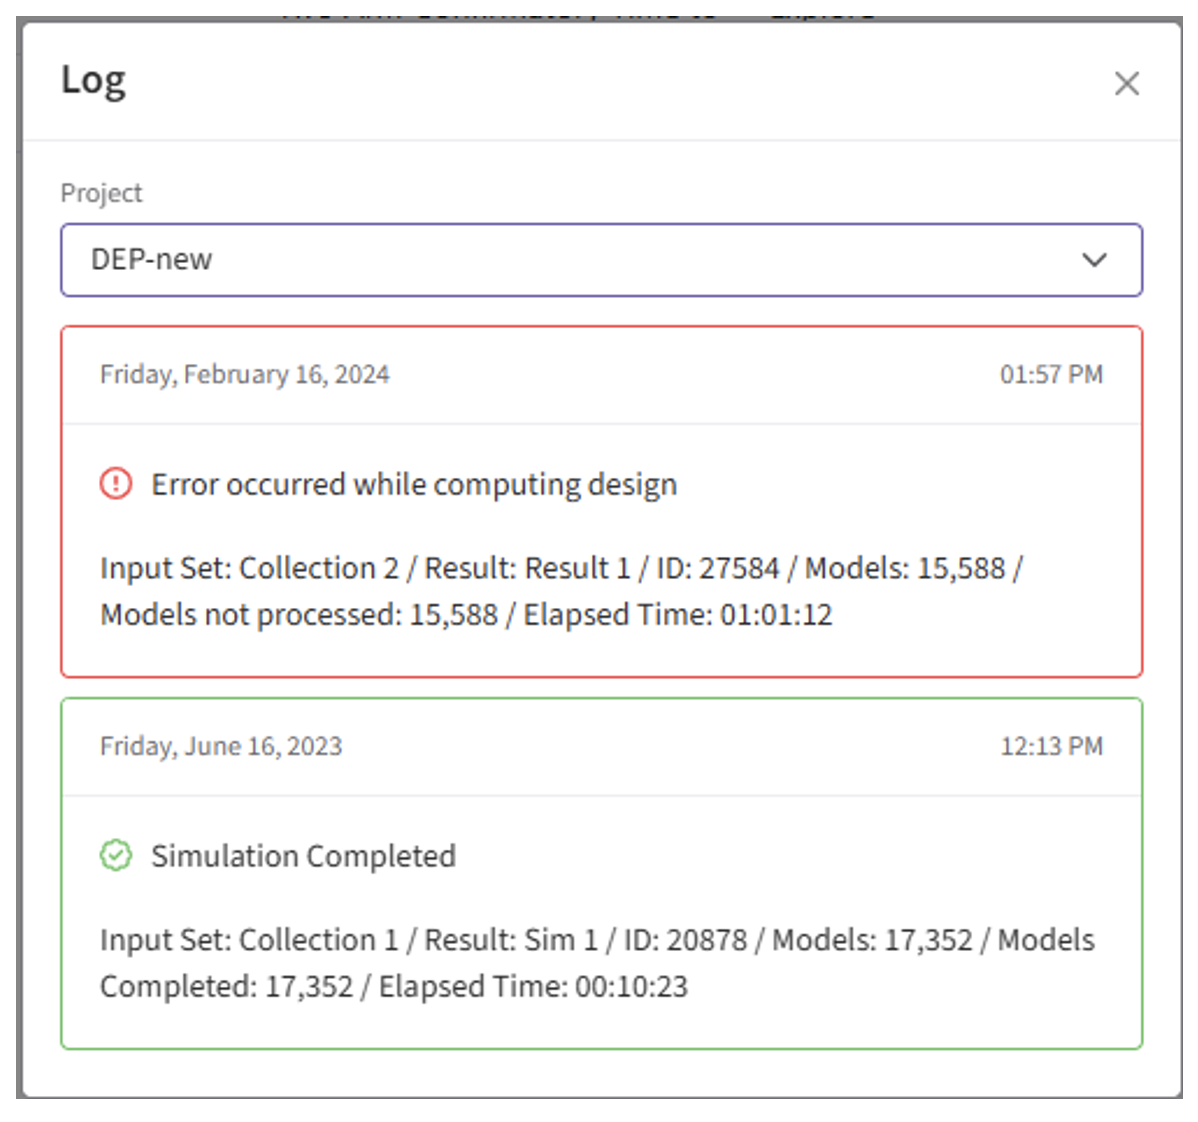 Log
Project
DEP-new
Friday, February 16, 2024 01:57 PM
Error occurred while computing design
Input Set: Collection 2 / Result: Result 1 / ID: 27584 / Models: 15,588 /
Models not processed: 15,588 / Elapsed Time: 01:01:12
Friday, June 16, 2023 12:13 PM
Simulation Completed
Input Set: Collection 1 / Result: Sim 1 / ID: 20878 / Models: 17,352 / Models
Completed: 17,352 / Elapsed Time: 00:10:23